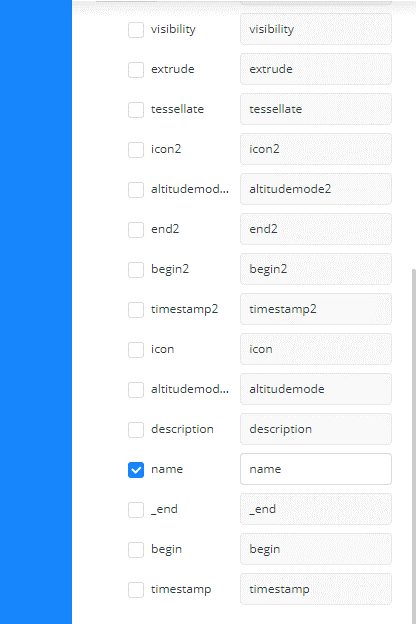 visibility visibility
extrude extrude
tessellate tessellate
icon2 icon2
altitudemod... altitudemode2
end2 end2
begin2 begin2
timestamp2 timestamp2
icon icon
altitudemod... altitudemode
description description
name name
_end _end
begin begin
timestamp timestamp